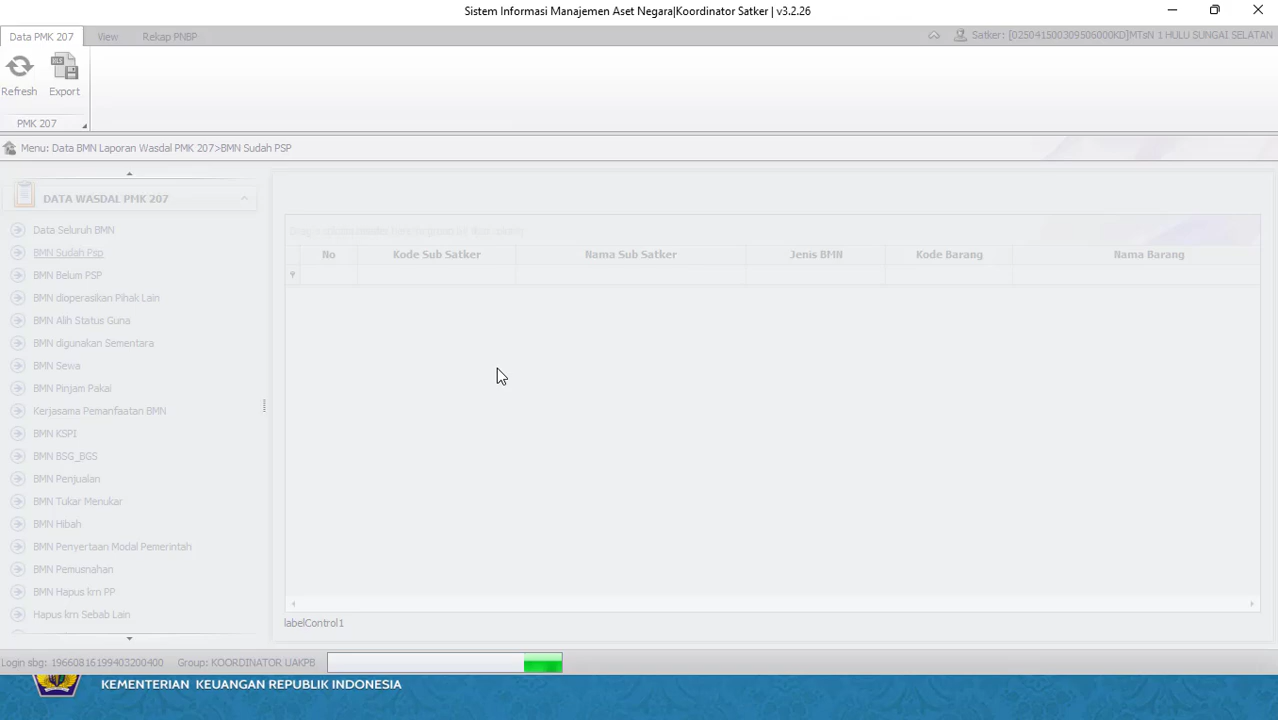 Sistem Informasi Manajemen Aset Negara|Koordinator Satker | v3.2.26
Data PMK 207
View
Rekap PNBP
Satker: [025041500309506000KD]MTsN 1 HULU SUNGAI SELATAN
XLS
Refresh
Export
PMK 207
Menu: Data BMN Laporan Wasdal PMK 207>BMN Sudah PSP
DATA WASDAL PMK 207
Data Seluruh BMN
BMN Sudah Psp
BMN Belum PSP
BMN dioperasikan Pihak Lain
BMN Alih Status Guna
BMN digunakan Sementara
BMN Sewa
BMN Pinjam Pakai
Kerjasama Pemanfaatan BMN
BMN KSPI
BMN BSG_BGS
BMN Penjualan
BMN Tukar Menukar
BMN Hibah
BMN Penyertaan Modal Pemerintah
BMN Pemusnahan
BMN Hapus krn PP
Hapus krn Sebab Lain
No
Kode Sub Satker
Nama Sub Satker
Jenis BMN
Kode Barang
Nama Barang
labelControl1
Login sbg: 19660816199403200400
Group: KOORDINATOR UAKPB
KEMENTERIAN KEUANGAN REPUBLIK INDONESIA